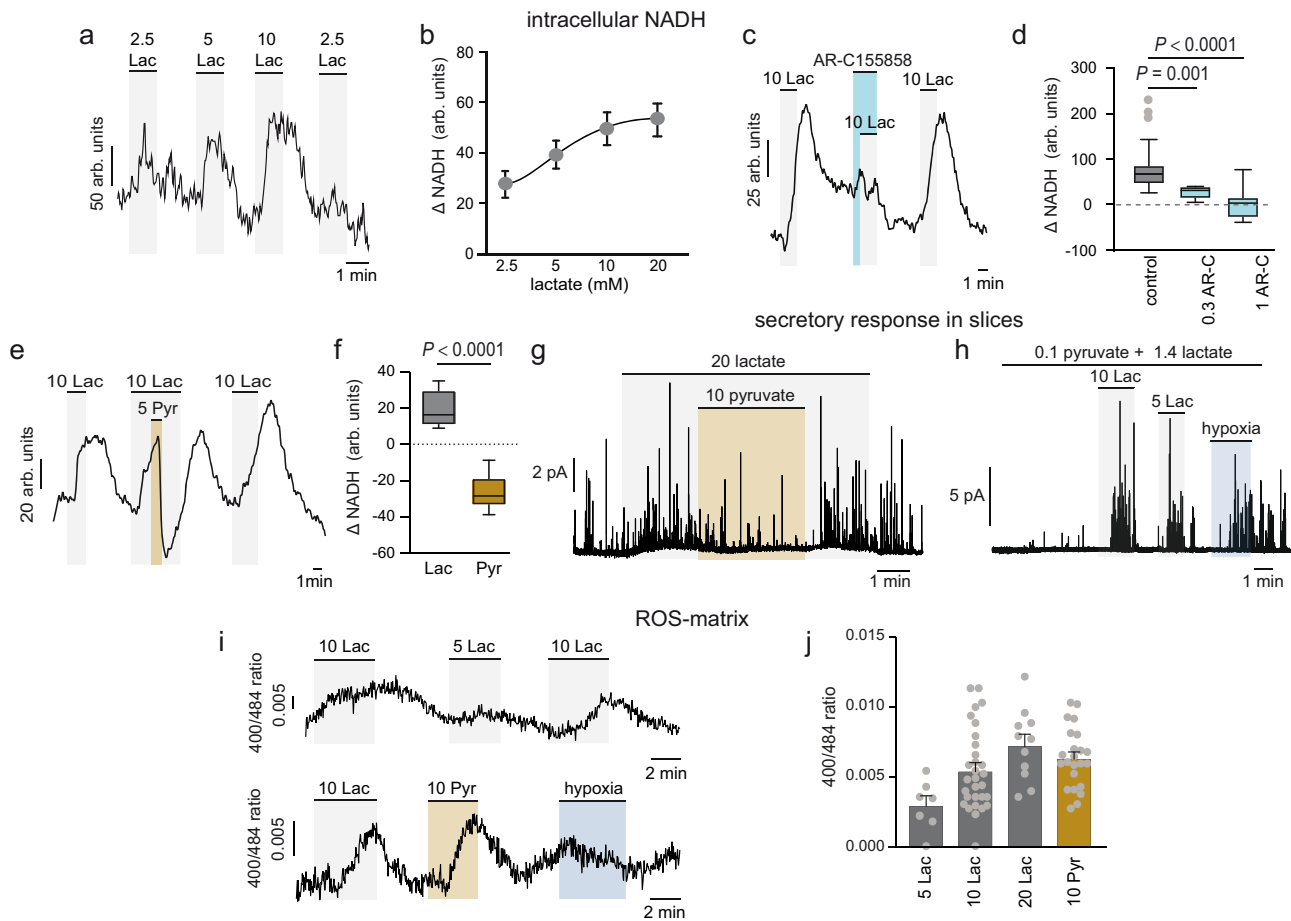 intracellular NADH
a
2.5
Lac
5
Lac
10
Lac
2.5
Lac
50 arb. units
1 min
b
Δ NADH (arb. units)
80
60
40
20
0
2.5
5
10
20
lactate (mM)
c
AR-C155858
10 Lac
10 Lac
10 Lac
25 arb. units
1 min
d
P < 0.0001
P = 0.001
Δ NADH (arb. units)
300
200
100
0
-100
control
0.3 AR-C
1 AR-C
secretory response in slices
e
10 Lac
10 Lac
10 Lac
5 Pyr
20 arb. units
1min
f
P < 0.0001
Δ NADH (arb. units)
40
20
0
-20
-40
-60
Lac
Pyr
g
20 lactate
10 pyruvate
2 pA
1 min
h
0.1 pyruvate + 1.4 lactate
10 Lac
5 Lac
hypoxia
5 pA
1 min
ROS-matrix
i
10 Lac
5 Lac
10 Lac
400/484 ratio
0.005
2 min
10 Lac
10 Pyr
hypoxia
400/484 ratio
0.005
2 min
j
400/484 ratio
0.015
0.010
0.005
0.000
5 Lac
10 Lac
20 Lac
10 Pyr